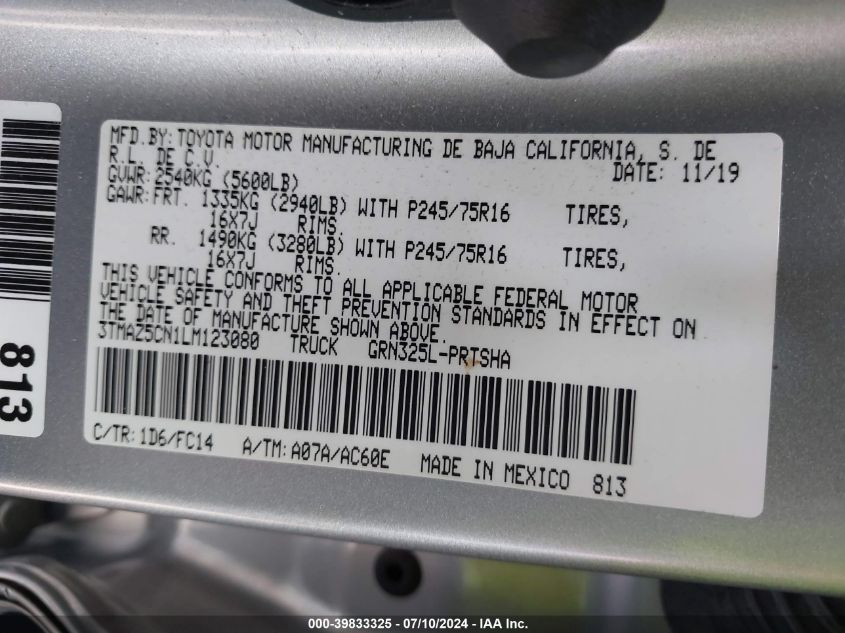 MFD.BY: TOYOTA MOTOR MANUFACTURING DE BAJA CALIFORNIA, S. DE
R.L. DE C.V. DATE: 11/19
GVWR: 2540KG (5600LB)
GAWR: FRT. 1335KG (2940LB) WITH P245/75R16 TIRES,
16X7J RIMS.
RR. 1490KG (3280LB) WITH P245/75R16 TIRES,
16X7J RIMS.
THIS VEHICLE CONFORMS TO ALL APPLICABLE FEDERAL MOTOR
VEHICLE SAFETY AND THEFT PREVENTION STANDARDS IN EFFECT ON
THE DATE OF MANUFACTURE SHOWN ABOVE.
3TMAZ5CN1LM123080 TRUCK GRN325L-PRTSHA
C/TR: 1D6/FC14 A/TM: A07A/AC60E MADE IN MEXICO 813
813
000-39833325 - 07/10/2024 - IAA Inc.